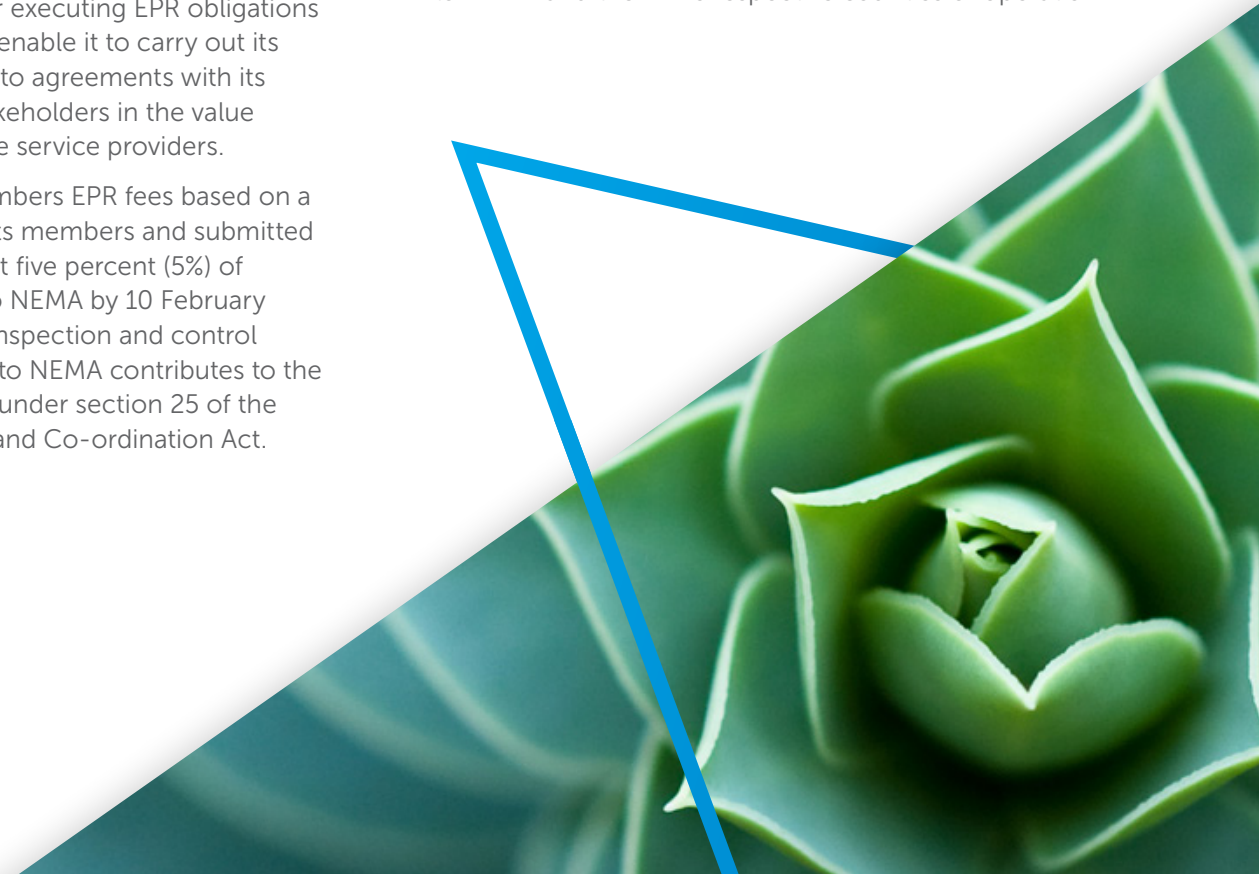 executing EPR obligations
enable it to carry out its
to agreements with its
keholders in the value
e service providers.
mbers EPR fees based on a
ts members and submitted
t five percent (5%) of
NEMA by 10 February
nspection and control
to NEMA contributes to the
under section 25 of the
and Co-ordination Act.